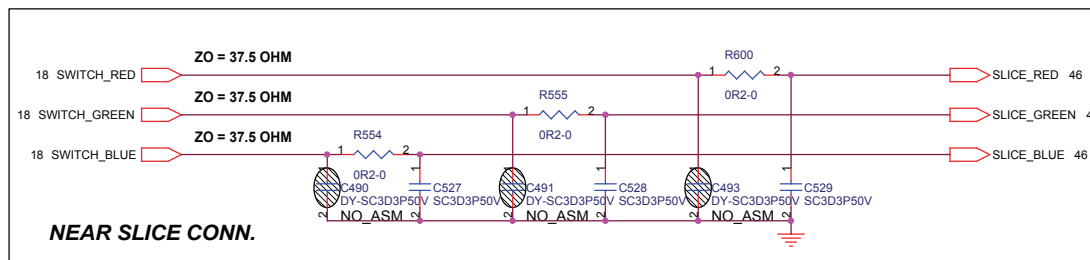 ZO = 37.5 OHM
R600
18 SWITCH_RED
1
2
SLICE_RED 46
ZO = 37.5 OHM
R555
0R2-0
18 SWITCH_GREEN
1
2
SLICE_GREEN 4
ZO = 37.5 OHM
R554
0R2-0
18 SWITCH_BLUE
1
2
SLICE_BLUE 46
0R2-0
1
1
1
1
1
1
C490
C527
C491
C528
C493
C529
DY-SC3D3P50V
SC3D3P50V
DY-SC3D3P50V
SC3D3P50V
DY-SC3D3P50V
SC3D3P50V
2
2
2
2
2
2
NO_ASM
NO_ASM
NO_ASM
NEAR SLICE CONN.